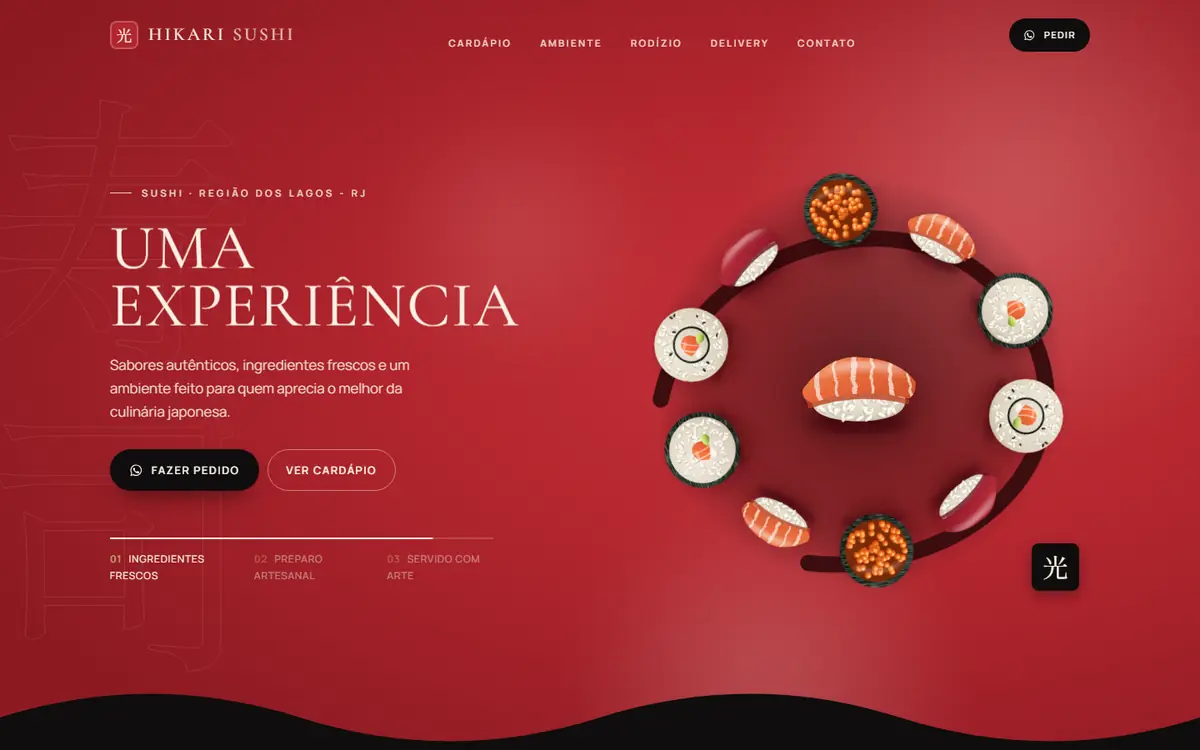 光 HIKARI SUSHI
CARDÁPIO AMBIENTE RODÍZIO DELIVERY CONTATO
PEDIR
SUSHI · REGIÃO DOS LAGOS - RJ
UMA
EXPERIÊNCIA
Sabores autênticos, ingredientes frescos e um
ambiente feito para quem aprecia o melhor da
culinária japonesa.
FAZER PEDIDO
VER CARDÁPIO
01 INGREDIENTES
FRESCOS
02 PREPARO
ARTESANAL
03 SERVIDO COM
ARTE
光
寿
司